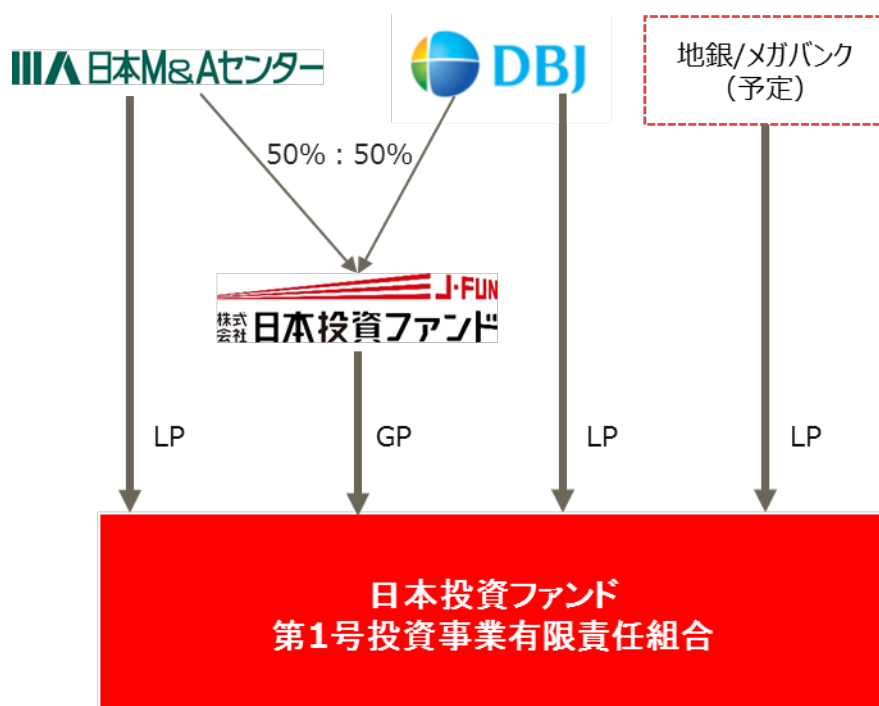 日本M&Aセンター
DBJ
地銀/メガバンク
（予定）
50%：50%
J・FUN
株式会社 日本投資ファンド
LP
GP
LP
LP
日本投資ファンド
第1号投資事業有限責任組合